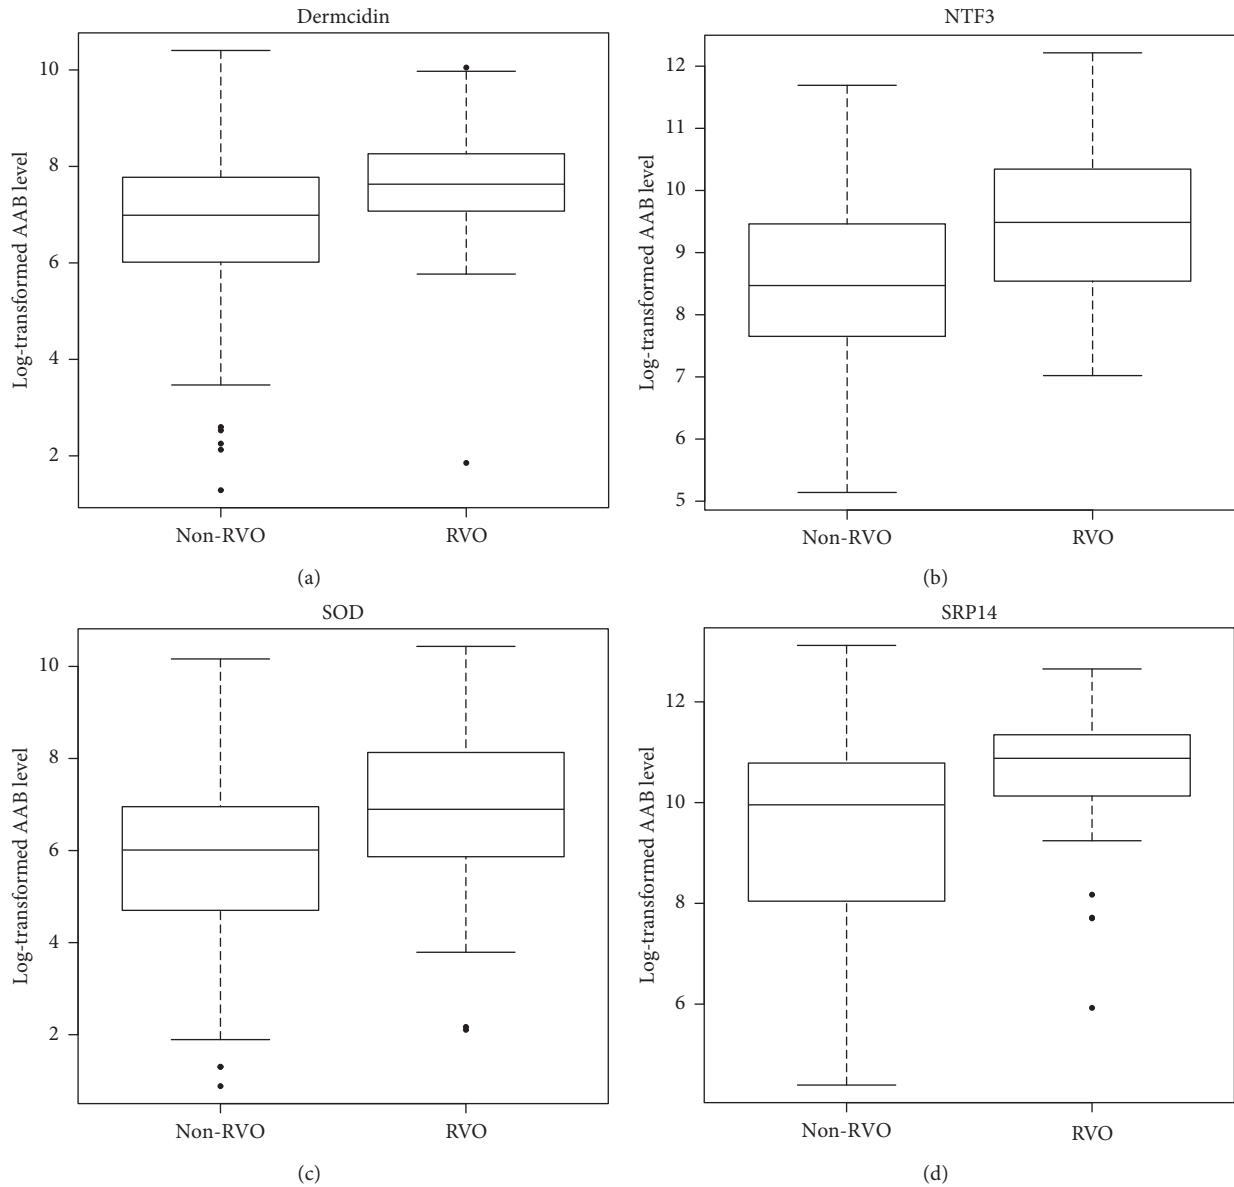 Dermcidin
Log-transformed AAB level
10
8
6
4
2
Non-RVO RVO
(a)
NTF3
Log-transformed AAB level
12
11
10
9
8
7
6
5
Non-RVO RVO
(b)
SOD
Log-transformed AAB level
10
8
6
4
2
Non-RVO RVO
(c)
SRP14
Log-transformed AAB level
12
10
8
6
Non-RVO RVO
(d)